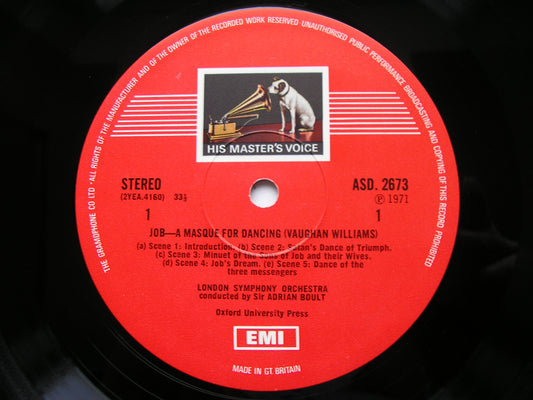 THE GRAMOPHONE CO LTD · ALL RIGHTS OF THE MANUFACTURER AND OF THE OWNER OF THE RECORDED WORK RESERVED UNAUTHORISED PUBLIC PERFORMANCE BROADCASTING AND COPYING OF THIS RECORD PROHIBITED
HIS MASTER'S VOICE
STEREO
(2YEA.4160) 33⅓
1
ASD. 2673
Ⓟ 1971
1
JOB—A MASQUE FOR DANCING (VAUGHAN WILLIAMS)
(a) Scene 1: Introduction. (b) Scene 2: Satan's Dance of Triumph.
(c) Scene 3: Minuet of the Sons of Job and their Wives.
(d) Scene 4: Job's Dream. (e) Scene 5: Dance of the
three messengers
LONDON SYMPHONY ORCHESTRA
conducted by Sir ADRIAN BOULT
Oxford University Press
EMI
MADE IN GT. BRITAIN